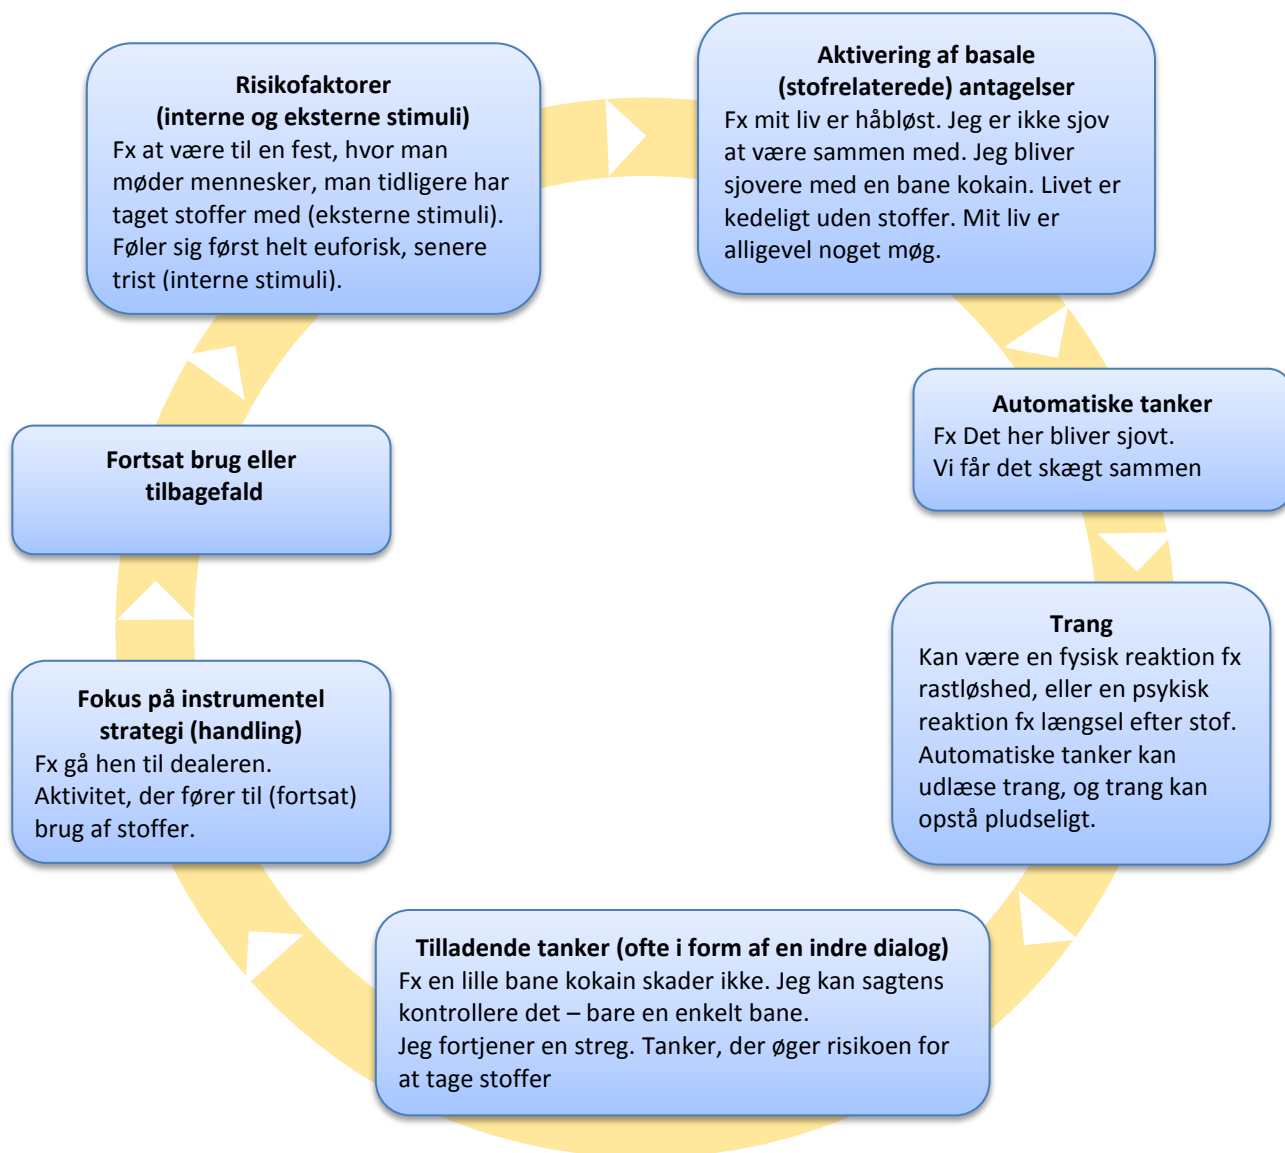 Risikofaktorer
(interne og eksterne stimuli)
Fx at være til en fest, hvor man
møder mennesker, man tidligere har
taget stoffer med (eksterne stimuli).
Føler sig først helt euforisk, senere
trist (interne stimuli).
Aktivering af basale
(stofrelaterede) antagelser
Fx mit liv er håbløst. Jeg er ikke sjov
at være sammen med. Jeg bliver
sjovere med en bane kokain. Livet er
kedeligt uden stoffer. Mit liv er
alligevel noget møg.
Automatiske tanker
Fx Det her bliver sjovt.
Vi får det skægt sammen
Trang
Kan være en fysisk reaktion fx
rastløshed, eller en psykisk
reaktion fx længsel efter stof.
Automatiske tanker kan
udlæse trang, og trang kan
opstå pludseligt.
Tilladende tanker (ofte i form af en indre dialog)
Fx en lille bane kokain skader ikke. Jeg kan sagtens
kontrollere det – bare en enkelt bane.
Jeg fortjener en streg. Tanker, der øger risikoen for
at tage stoffer
Fokus på instrumentel
strategi (handling)
Fx gå hen til dealeren.
Aktivitet, der fører til (fortsat)
brug af stoffer.
Fortsat brug eller
tilbagefald